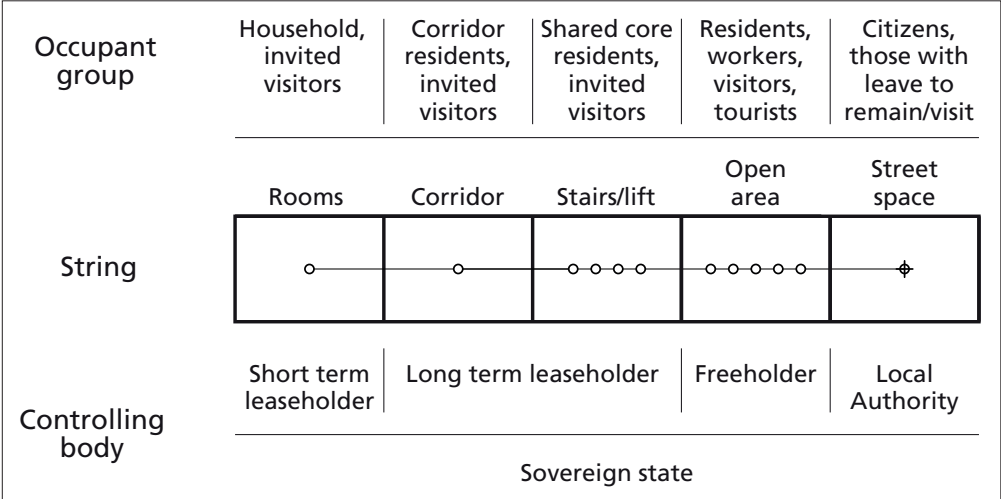 Occupant
group
Household,
invited
visitors
Corridor
residents,
invited
visitors
Shared core
residents,
invited
visitors
Residents,
workers,
visitors,
tourists
Citizens,
those with
leave to
remain/visit
Rooms
Corridor
Stairs/lift
Open
area
Street
space
String
Controlling
body
Short term
leaseholder
Long term leaseholder
Freeholder
Local
Authority
Sovereign state